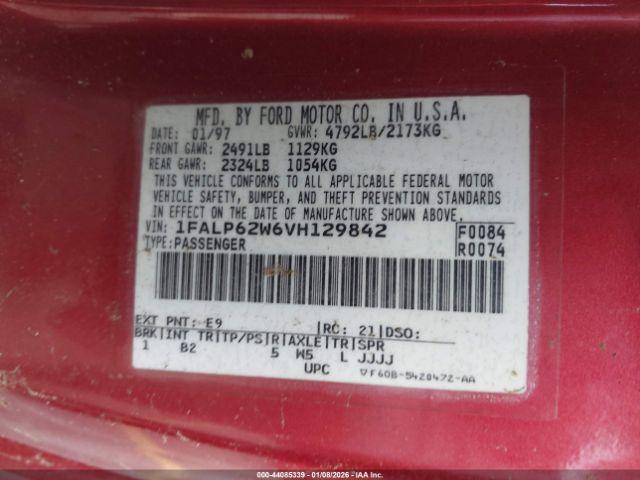 MFD. BY FORD MOTOR CO. IN U.S.A.
DATE: 01/97 GVWR: 4792LB/2173KG
FRONT GAWR: 2491LB 1129KG
REAR GAWR: 2324LB 1054KG
THIS VEHICLE CONFORMS TO ALL APPLICABLE FEDERAL MOTOR
VEHICLE SAFETY, BUMPER, AND THEFT PREVENTION STANDARDS
IN EFFECT ON THE DATE OF MANUFACTURE SHOWN ABOVE.
VIN: 1FALP62W6VH129842 F0084
TYPE: PASSENGER R0074
EXT PNT: E9 |RC: 21|DSO:
BRK|INT TR|TP/PS|R|AXLE|TR|SPR
1 B2 5 W5 L JJJJ
UPC ▽F60B-5420472-AA
000-44085339 | 01/08/2026 | IAAI, Inc.